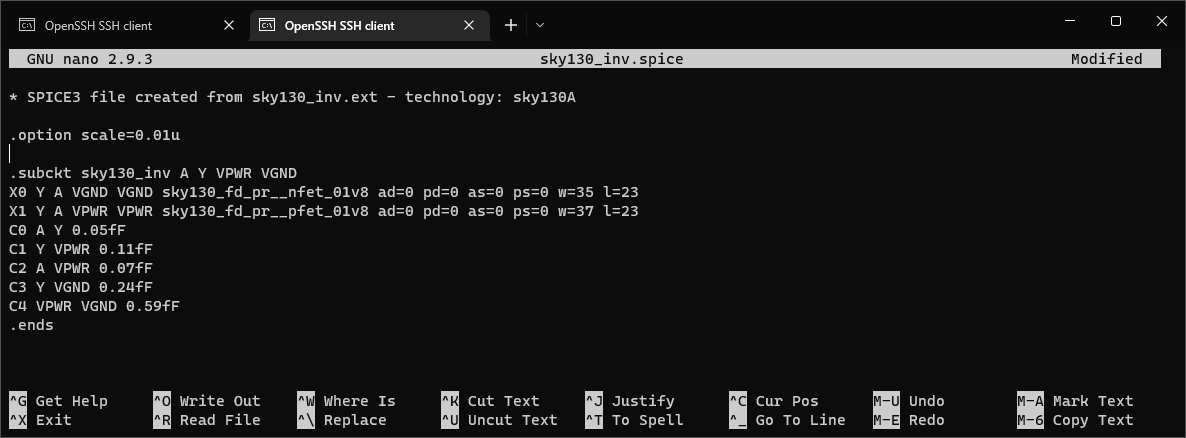 OpenSSH SSH client OpenSSH SSH client
GNU nano 2.9.3 sky130_inv.spice Modified
* SPICE3 file created from sky130_inv.ext - technology: sky130A
.option scale=0.01u
.subckt sky130_inv A Y VPWR VGND
X0 Y A VGND VGND sky130_fd_pr__nfet_01v8 ad=0 pd=0 as=0 ps=0 w=35 l=23
X1 Y A VPWR VPWR sky130_fd_pr__pfet_01v8 ad=0 pd=0 as=0 ps=0 w=37 l=23
C0 A Y 0.05fF
C1 Y VPWR 0.11fF
C2 A VPWR 0.07fF
C3 Y VGND 0.24fF
C4 VPWR VGND 0.59fF
.ends
^G Get Help ^O Write Out ^W Where Is ^K Cut Text ^J Justify ^C Cur Pos M-U Undo M-A Mark Text
^X Exit ^R Read File ^\ Replace ^U Uncut Text ^T To Spell ^_ Go To Line M-E Redo M-6 Copy Text